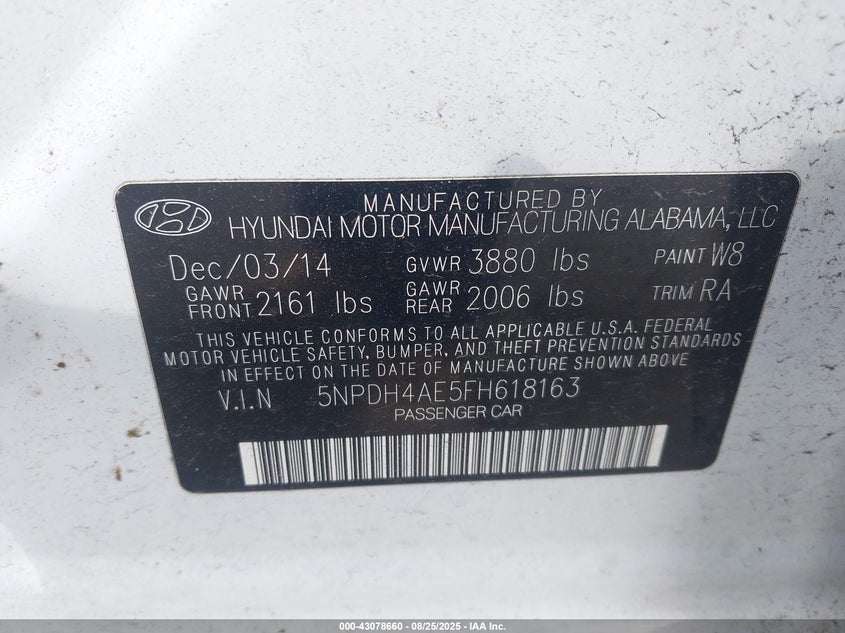 MANUFACTURED BY
HYUNDAI MOTOR MANUFACTURING ALABAMA, LLC
Dec/03/14 GVWR 3880 lbs PAINT W8
GAWR FRONT 2161 lbs GAWR REAR 2006 lbs TRIM RA
THIS VEHICLE CONFORMS TO ALL APPLICABLE U.S.A. FEDERAL
MOTOR VEHICLE SAFETY, BUMPER, AND THEFT PREVENTION STANDARDS
IN EFFECT ON THE DATE OF MANUFACTURE SHOWN ABOVE
V.I.N 5NPDH4AE5FH618163
PASSENGER CAR
000-43078660 - 08/25/2025 - IAA Inc.